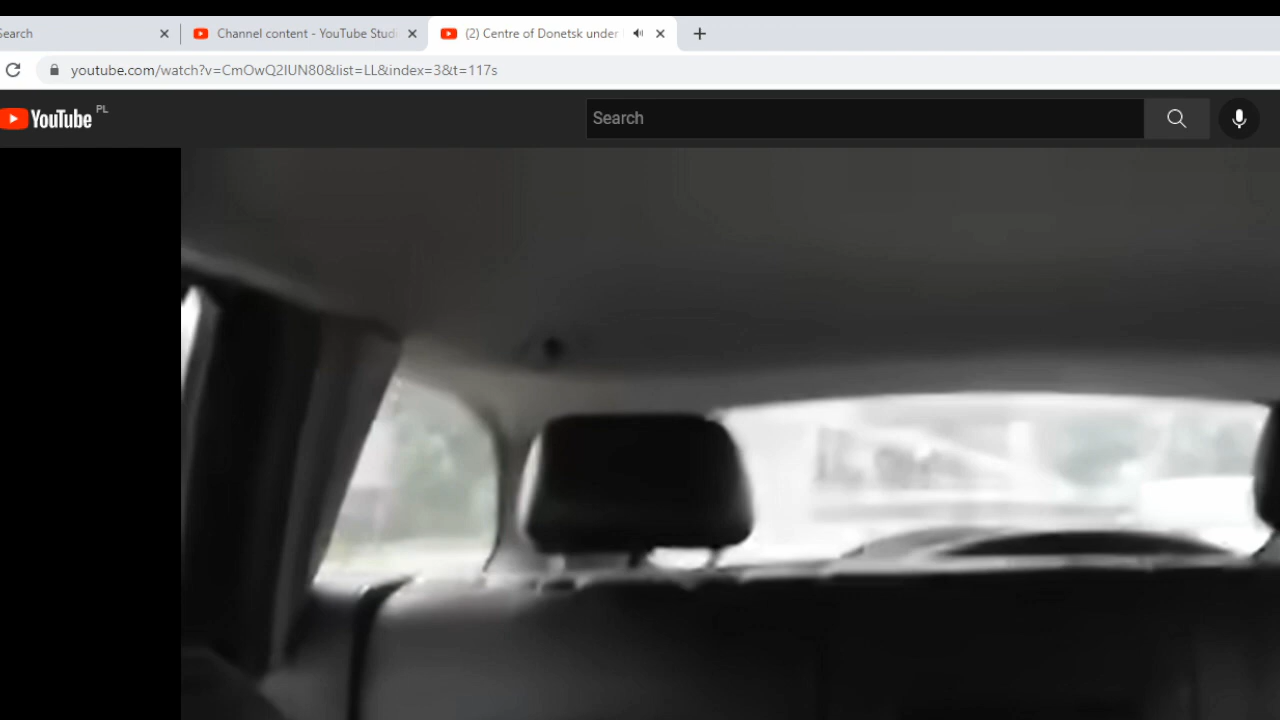 Search
Channel content - YouTube Studi
(2) Centre of Donetsk under
youtube.com/watch?v=CmOwQ2IUN80&list=LL&index=3&t=117s
YouTube PL
Search